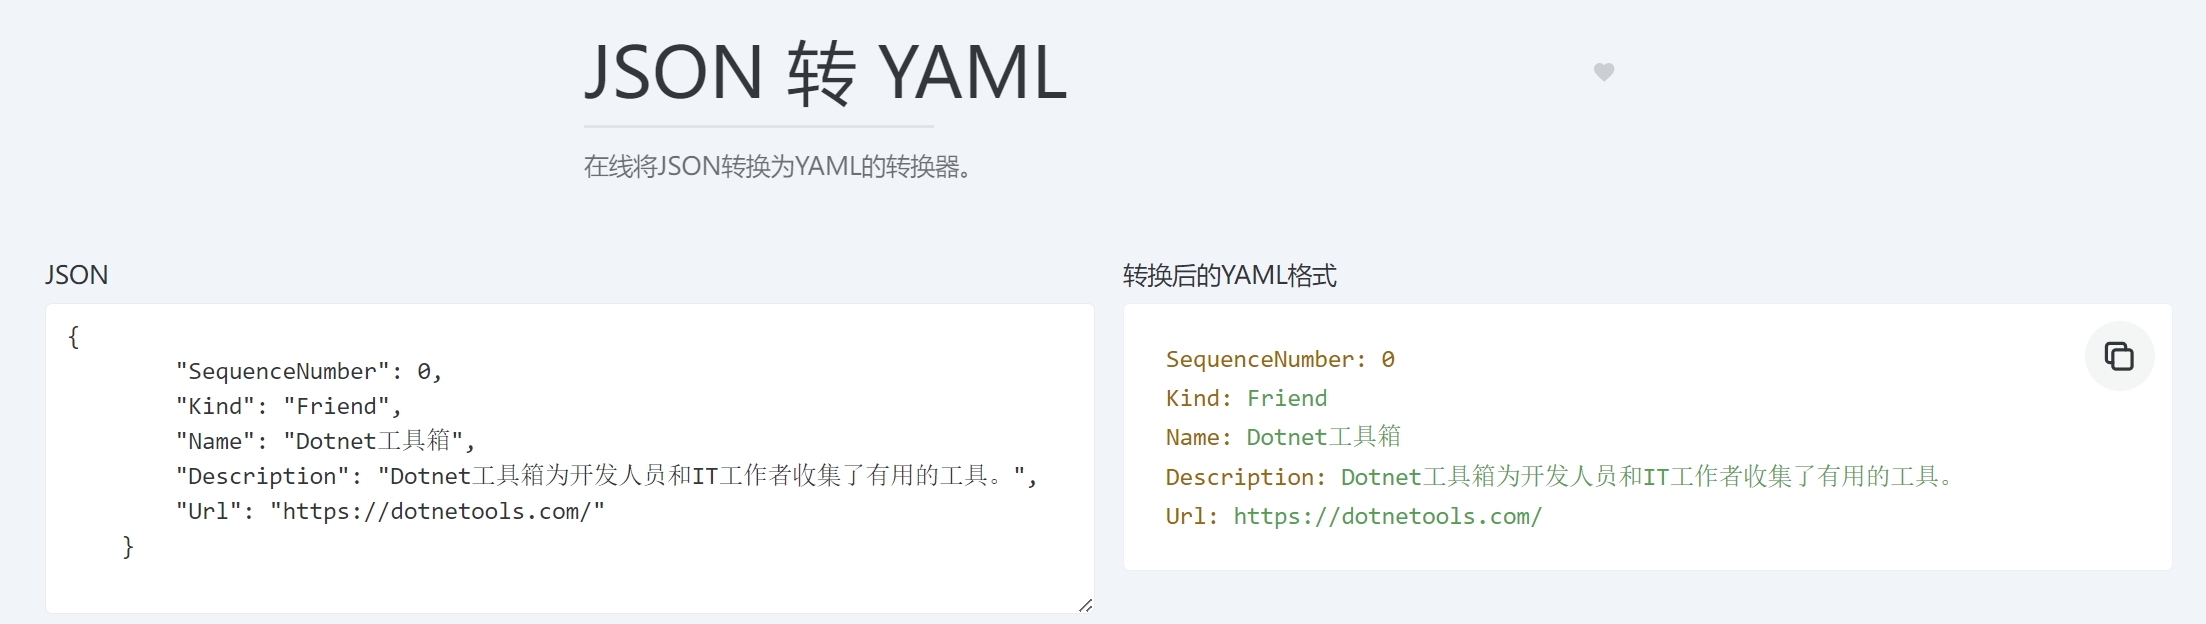 JSON 转 YAML
在线将JSON转换为YAML的转换器。
JSON
{
"SequenceNumber": 0,
"Kind": "Friend",
"Name": "Dotnet工具箱",
"Description": "Dotnet工具箱为开发人员和IT工作者收集了有用的工具。",
"Url": "https://dotnetools.com/"
}
转换后的YAML格式
SequenceNumber: 0
Kind: Friend
Name: Dotnet工具箱
Description: Dotnet工具箱为开发人员和IT工作者收集了有用的工具。
Url: https://dotnetools.com/